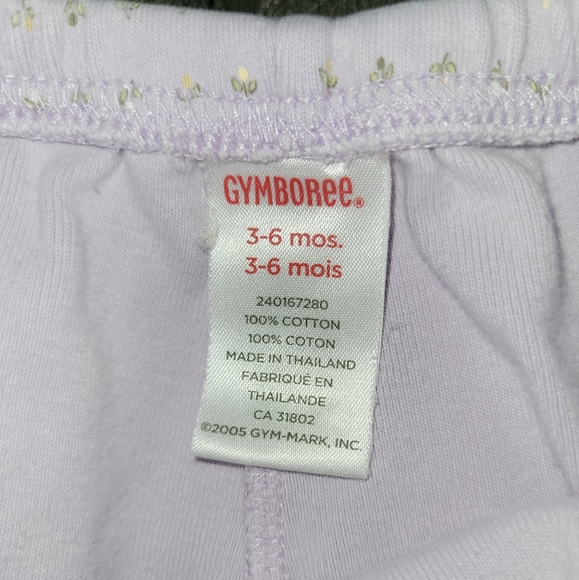 GYMBOREE®
3-6 mos.
3-6 mois
240167280
100% COTTON
100% COTON
MADE IN THAILAND
FABRIQUÉ EN
THAILANDE
CA 31802
©2005 GYM-MARK, INC.